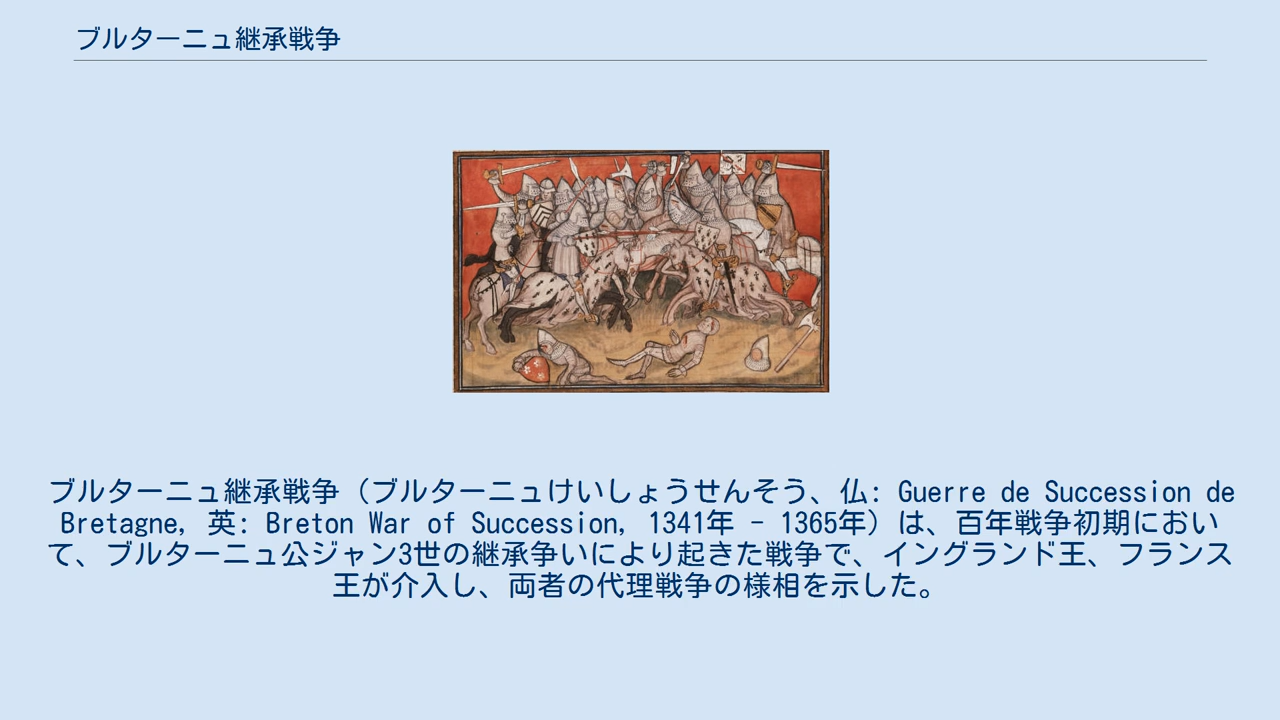 ブルターニュ継承戦争
ブルターニュ継承戦争（ブルターニュけいしょうせんそう、仏: Guerre de Succession de
Bretagne, 英: Breton War of Succession, 1341年 - 1365年）は、百年戦争初期におい
て、ブルターニュ公ジャン3世の継承争いにより起きた戦争で、イングランド王、フランス
王が介入し、両者の代理戦争の様相を示した。